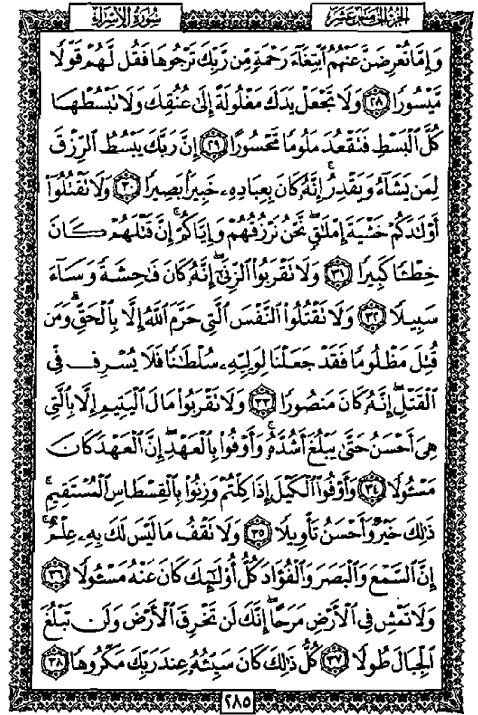 الجزء الخامس عشر
سورة الإسراء
وَإِمَّا تُعْرِضَنَّ عَنْهُمُ ٱبْتِغَآءَ رَحْمَةٍ مِّن رَّبِّكَ تَرْجُوهَا فَقُل لَّهُمْ قَوْلًا
مَّيْسُورًا ٢٨ وَلَا تَجْعَلْ يَدَكَ مَغْلُولَةً إِلَىٰ عُنُقِكَ وَلَا تَبْسُطْهَا
كُلَّ ٱلْبَسْطِ فَتَقْعُدَ مَلُومًا مَّحْسُورًا ٢٩ إِنَّ رَبَّكَ يَبْسُطُ ٱلرِّزْقَ
لِمَن يَشَآءُ وَيَقْدِرُ ۚ إِنَّهُۥ كَانَ بِعِبَادِهِۦ خَبِيرًۢا بَصِيرًا ٣٠ وَلَا تَقْتُلُوٓا۟
أَوْلَٰدَكُمْ خَشْيَةَ إِمْلَٰقٍ ۖ نَّحْنُ نَرْزُقُهُمْ وَإِيَّاكُمْ ۚ إِنَّ قَتْلَهُمْ كَانَ
خِطْـًٔا كَبِيرًا ٣١ وَلَا تَقْرَبُوا۟ ٱلزِّنَىٰٓ ۖ إِنَّهُۥ كَانَ فَٰحِشَةً وَسَآءَ
سَبِيلًا ٣٢ وَلَا تَقْتُلُوا۟ ٱلنَّفْسَ ٱلَّتِى حَرَّمَ ٱللَّهُ إِلَّا بِٱلْحَقِّ ۗ وَمَن
قُتِلَ مَظْلُومًا فَقَدْ جَعَلْنَا لِوَلِيِّهِۦ سُلْطَٰنًا فَلَا يُسْرِف فِّى
ٱلْقَتْلِ ۖ إِنَّهُۥ كَانَ مَنصُورًا ٣٣ وَلَا تَقْرَبُوا۟ مَالَ ٱلْيَتِيمِ إِلَّا بِٱلَّتِى
هِىَ أَحْسَنُ حَتَّىٰ يَبْلُغَ أَشُدَّهُۥ ۚ وَأَوْفُوا۟ بِٱلْعَهْدِ ۖ إِنَّ ٱلْعَهْدَ كَانَ
مَسْـُٔولًا ٣٤ وَأَوْفُوا۟ ٱلْكَيْلَ إِذَا كِلْتُمْ وَزِنُوا۟ بِٱلْقِسْطَاسِ ٱلْمُسْتَقِيمِ ۚ
ذَٰلِكَ خَيْرٌ وَأَحْسَنُ تَأْوِيلًا ٣٥ وَلَا تَقْفُ مَا لَيْسَ لَكَ بِهِۦ عِلْمٌ ۚ
إِنَّ ٱلسَّمْعَ وَٱلْبَصَرَ وَٱلْفُؤَادَ كُلُّ أُو۟لَٰٓئِكَ كَانَ عَنْهُ مَسْـُٔولًا ٣٦
وَلَا تَمْشِ فِى ٱلْأَرْضِ مَرَحًا ۖ إِنَّكَ لَن تَخْرِقَ ٱلْأَرْضَ وَلَن تَبْلُغَ
ٱلْجِبَالَ طُولًا ٣٧ كُلُّ ذَٰلِكَ كَانَ سَيِّئُهُۥ عِندَ رَبِّكَ مَكْرُوهًا ٣٨
٢٨٥